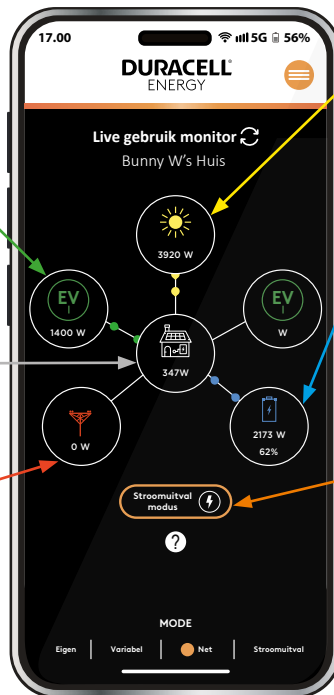 17.00 5G 56%
DURACELL
ENERGY
Live gebruik monitor
Bunny W's Huis
3920 W
EV
1400 W
EV
W
347W
0 W
2173 W
62%
Stroomuitval
modus
?
MODE
Eigen Variabel Net Stroomuitval